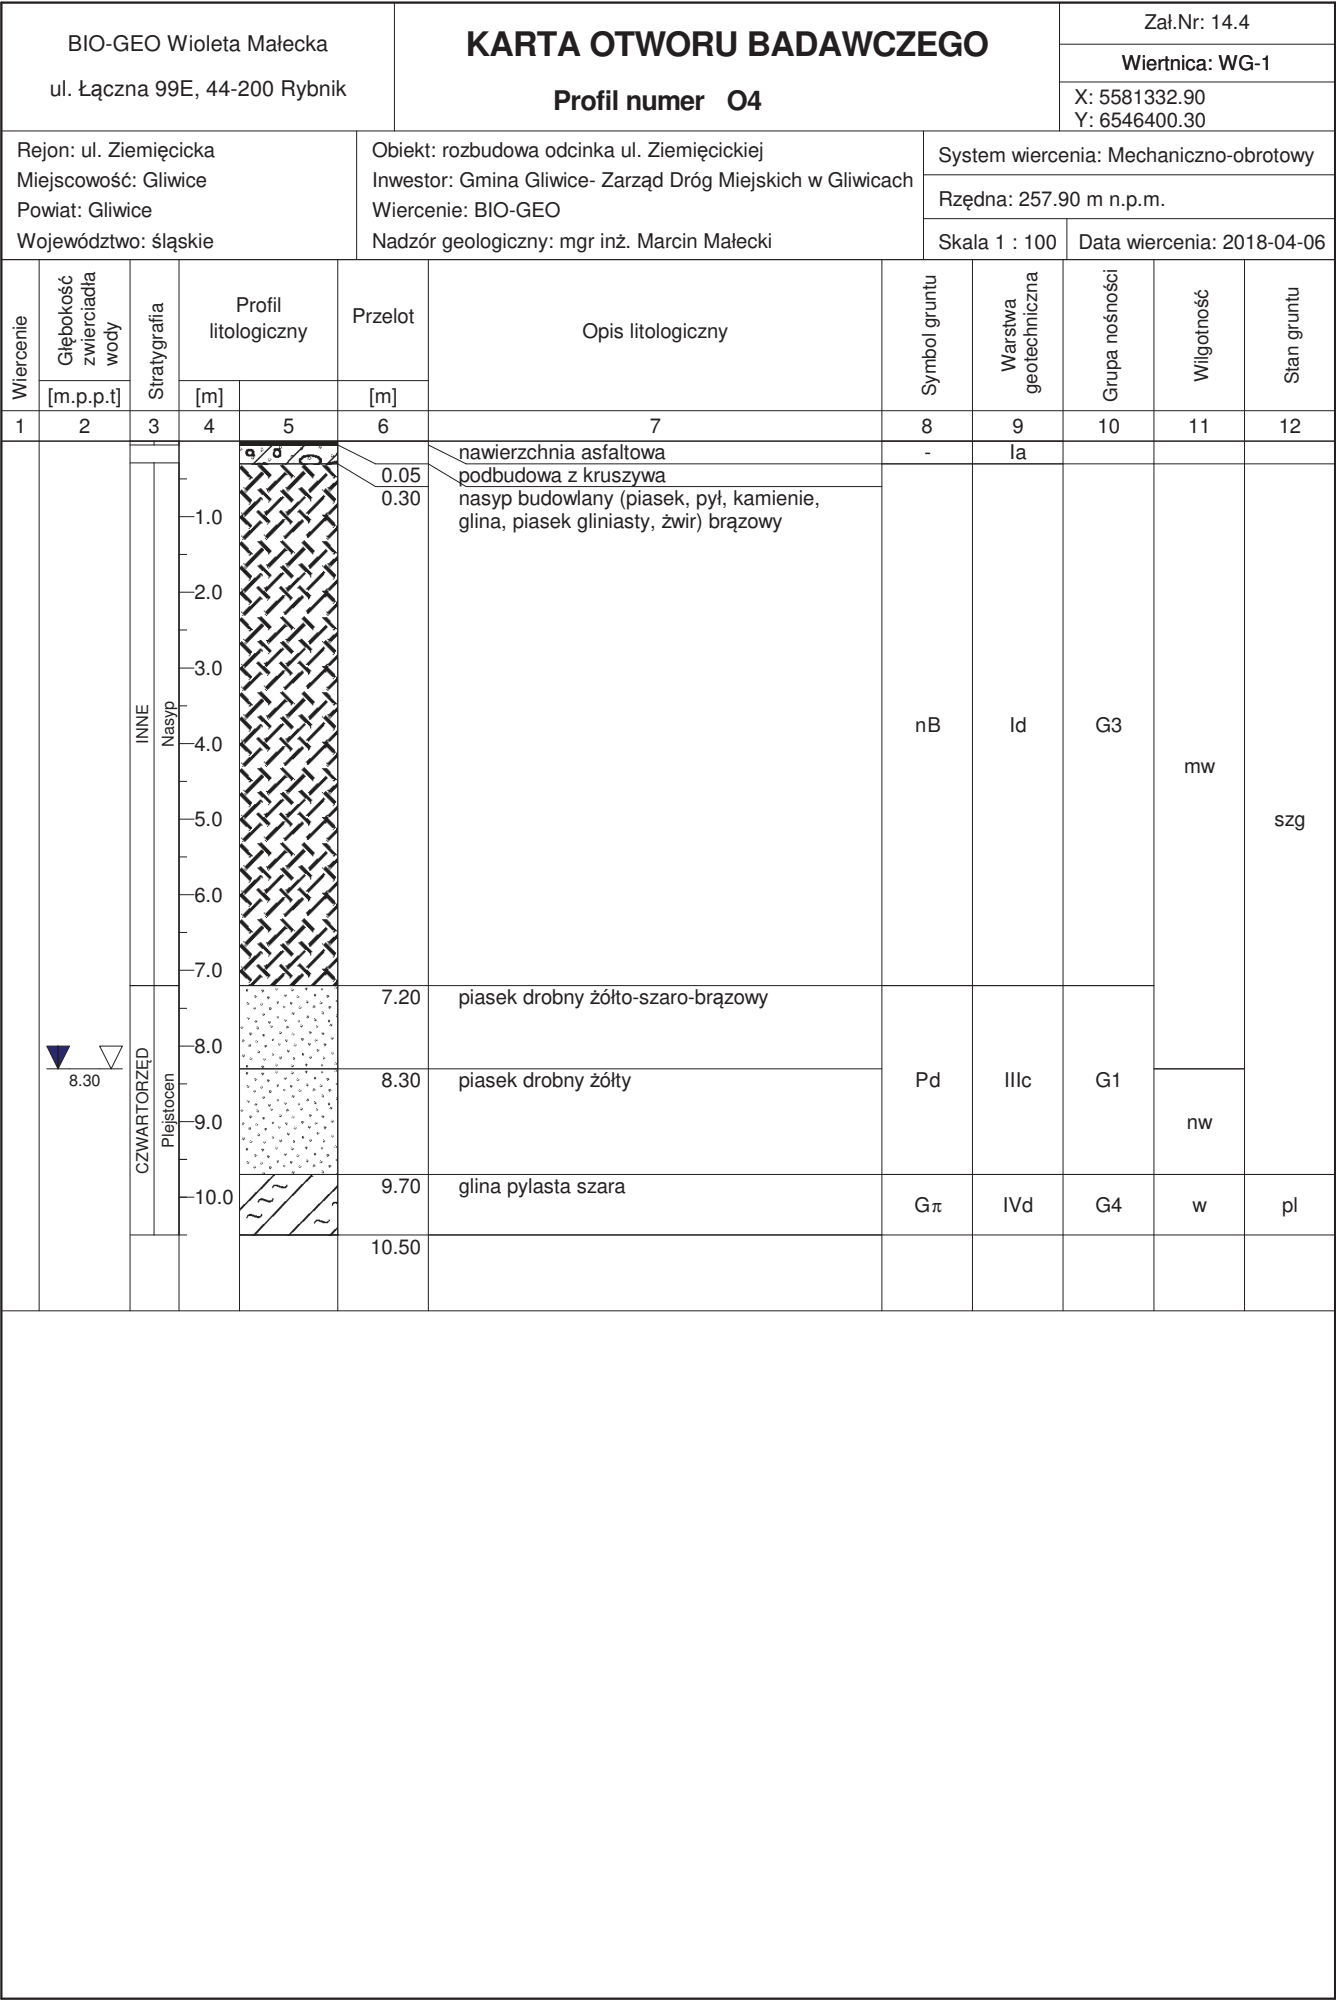 BIO-GEO Wioleta Małecka
ul. Łączna 99E, 44-200 Rybnik
KARTA OTWORU BADAWCZEGO
Profil numer O4
Zał.Nr: 14.4
Wiertnica: WG-1
X: 5581332.90
Y: 6546400.30
Rejon: ul. Ziemięcicka
Miejscowość: Gliwice
Powiat: Gliwice
Województwo: śląskie
Obiekt: rozbudowa odcinka ul. Ziemięcickiej
Inwestor: Gmina Gliwice- Zarząd Dróg Miejskich w Gliwicach
Wiercenie: BIO-GEO
Nadzór geologiczny: mgr inż. Marcin Małecki
System wiercenia: Mechaniczno-obrotowy
Rzędna: 257.90 m n.p.m.
Skala 1 : 100
Data wiercenia: 2018-04-06
Wiercenie
Głębokość
zwierciadła
wody
[m.p.p.t]
Stratygrafia
Profil
litologiczny
[m]
Przelot
[m]
Opis litologiczny
Symbol gruntu
Warstwa
geotechniczna
Grupa nośności
Wilgotność
Stan gruntu
1 2 3 4 5 6 7 8 9 10 11 12
nawierzchnia asfaltowa - Ia
0.05 podbudowa z kruszywa
0.30 nasyp budowlany (piasek, pył, kamienie,
glina, piasek gliniasty, żwir) brązowy
1.0
2.0
3.0
4.0
5.0
6.0
7.0
8.0
9.0
10.0
INNE
Nasyp
nB Id G3
mw
szg
7.20 piasek drobny żółto-szaro-brązowy
8.30
8.30 piasek drobny żółty
Pd IIIc G1
nw
CZWARTORZĘD
Plejstocen
9.70 glina pylasta szara
Gπ IVd G4 w pl
10.50